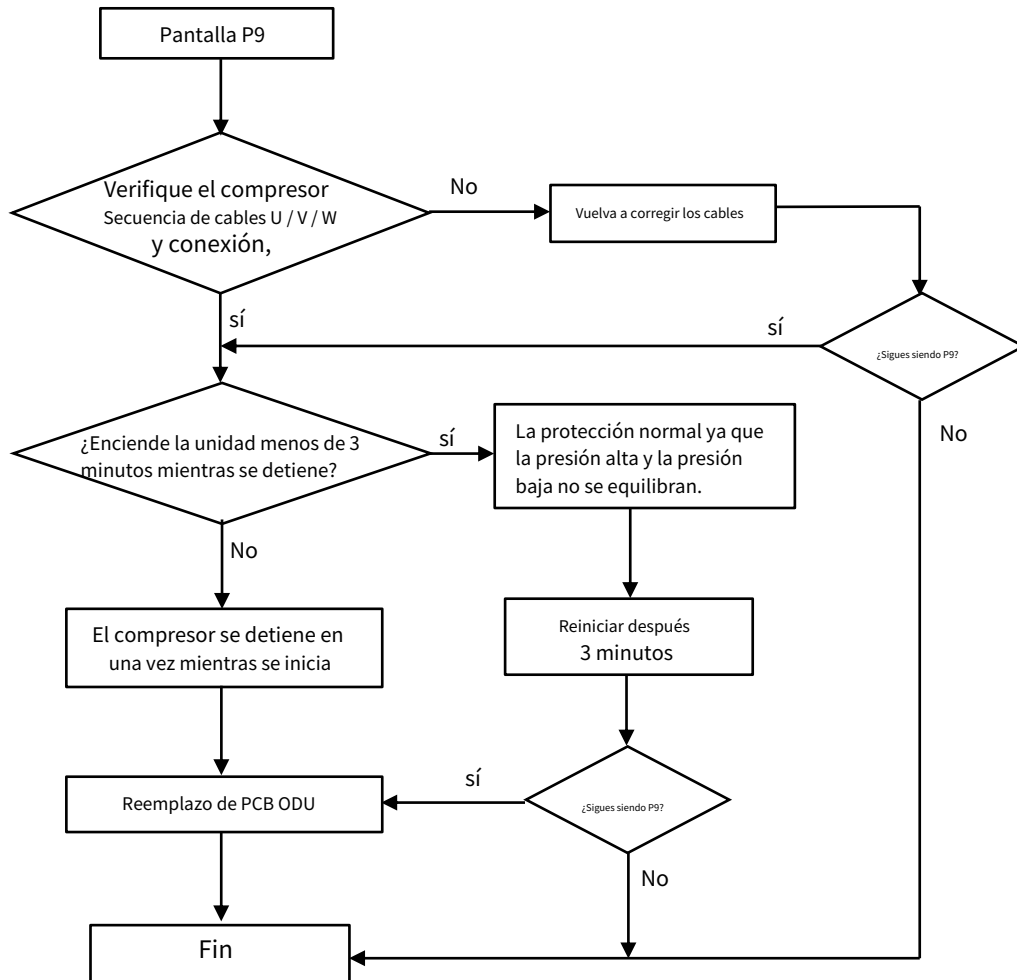 Pantalla P9
Verifique el compresor
Secuencia de cables U / V / W
y conexión,
No
Vuelva a corregir los cables
sí
sí
¿Sigues siendo P9?
No
¿Enciende la unidad menos de 3
minutos mientras se detiene?
sí
La protección normal ya que
la presión alta y la presión
baja no se equilibran.
No
El compresor se detiene en
una vez mientras se inicia
Reiniciar después
3 minutos
Reemplazo de PCB ODU
sí
¿Sigues siendo P9?
No
Fin